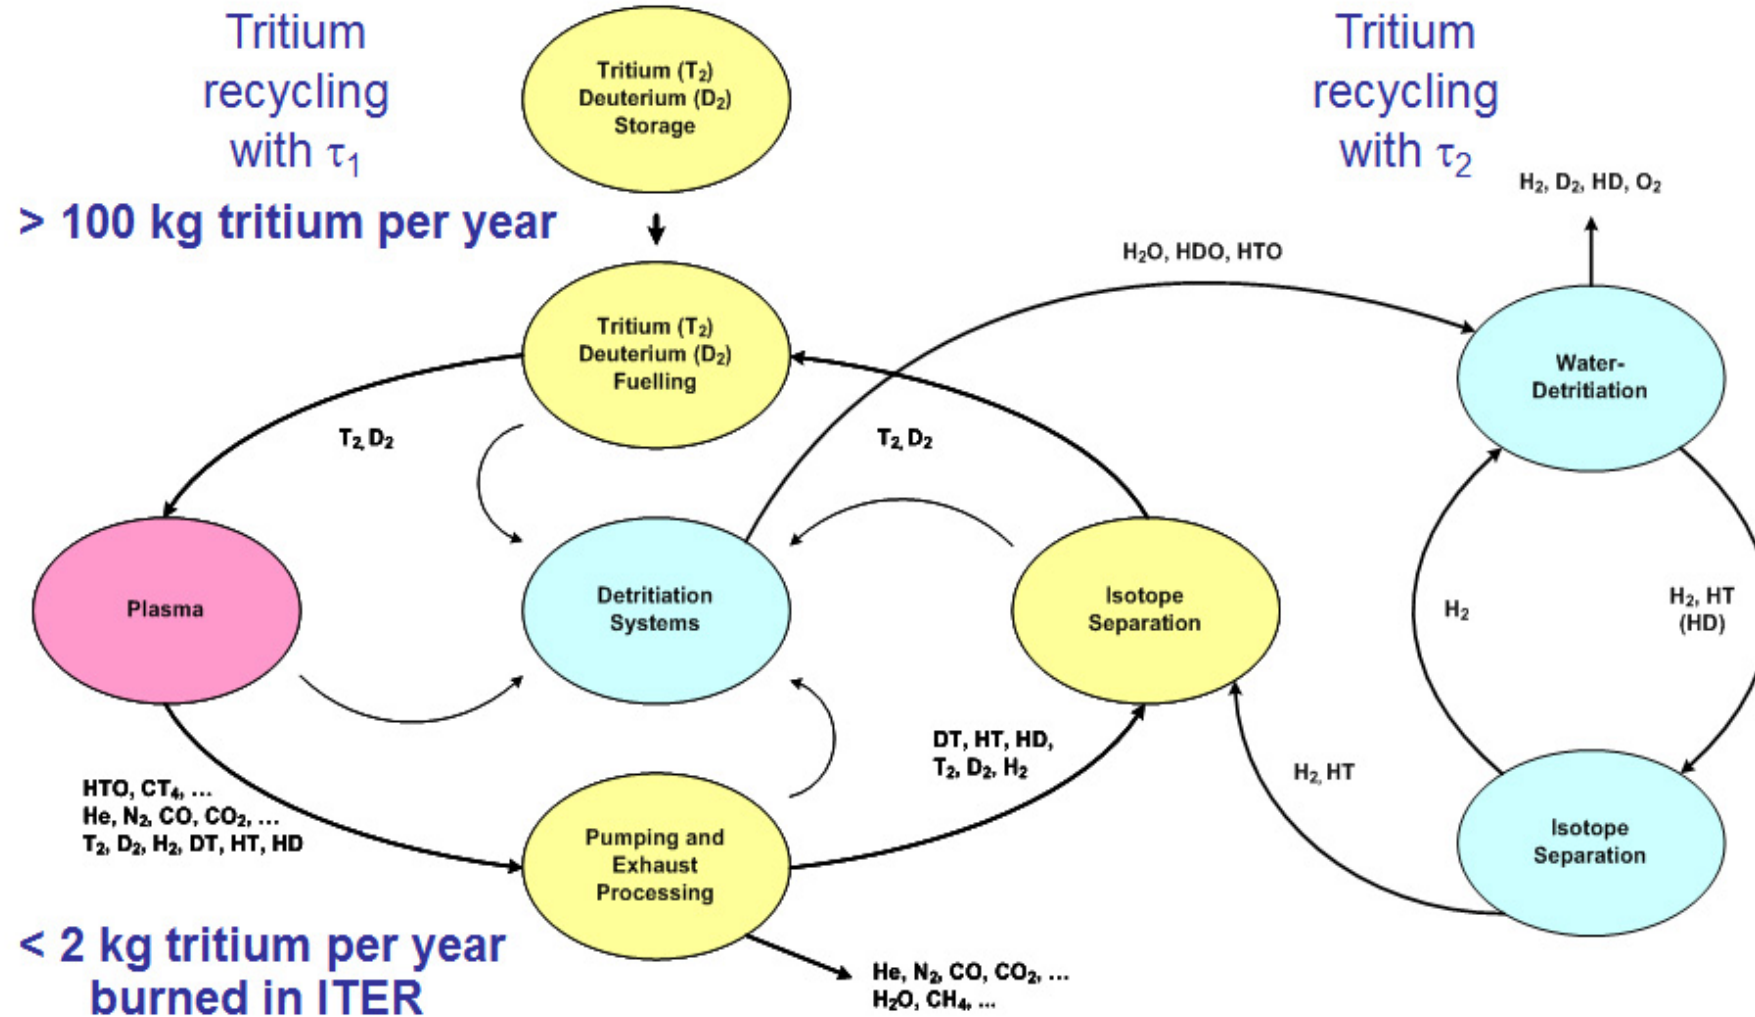 Tritium
recycling
with τ₁
> 100 kg tritium per year
Tritium (T₂)
Deuterium (D₂)
Storage
Tritium
recycling
with τ₂
H₂, D₂, HD, O₂
H₂O, HDO, HTO
Tritium (T₂)
Deuterium (D₂)
Fuelling
Water-
Detritiation
T₂, D₂
T₂, D₂
Plasma
Detritiation
Systems
Isotope
Separation
H₂
H₂, HT
(HD)
HTO, CT₄, ...
He, N₂, CO, CO₂, ...
T₂, D₂, H₂, DT, HT, HD
DT, HT, HD,
T₂, D₂, H₂
H₂, HT
Pumping and
Exhaust
Processing
Isotope
Separation
< 2 kg tritium per year
burned in ITER
He, N₂, CO, CO₂, ...
H₂O, CH₄, ...